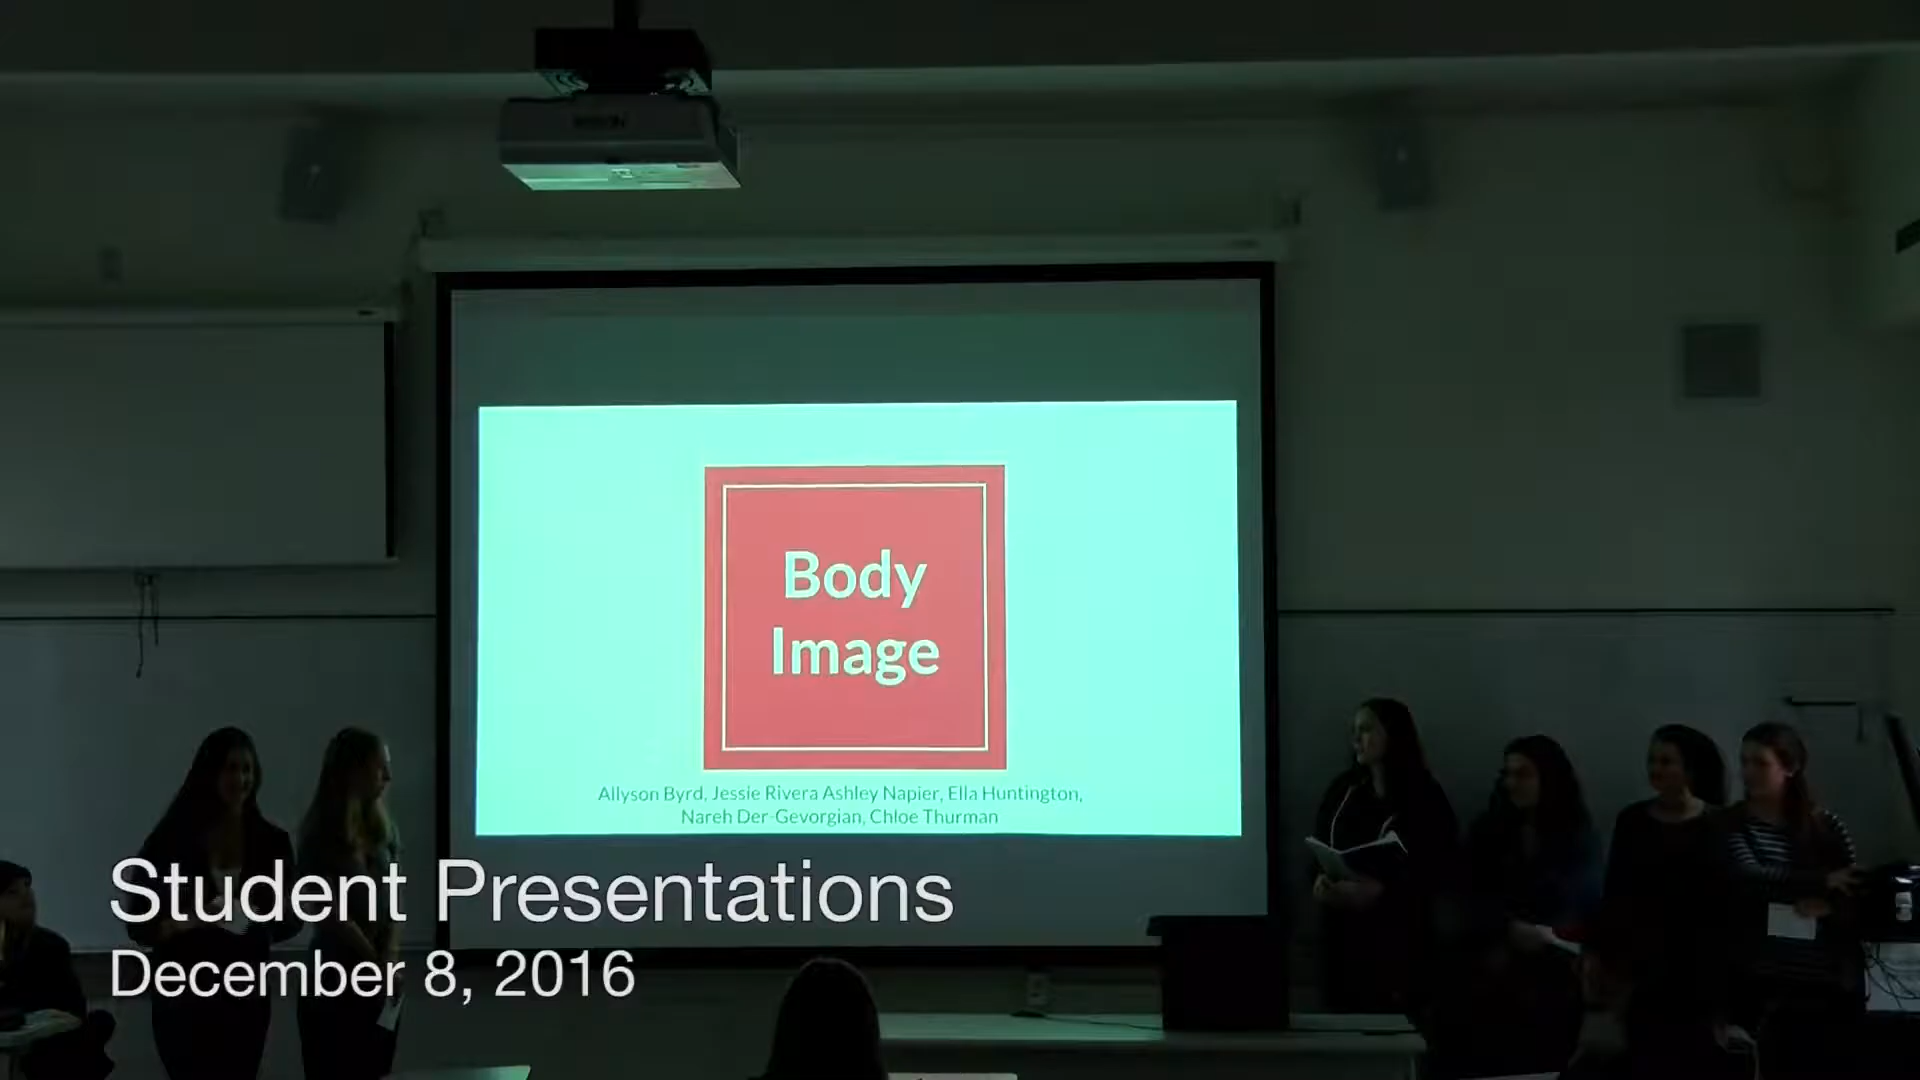 Body
Image
Allyson Byrd, Jessie Rivera Ashley Napier, Ella Huntington,
Nareh Der-Gevorgian, Chloe Thurman
Student Presentations
December 8, 2016